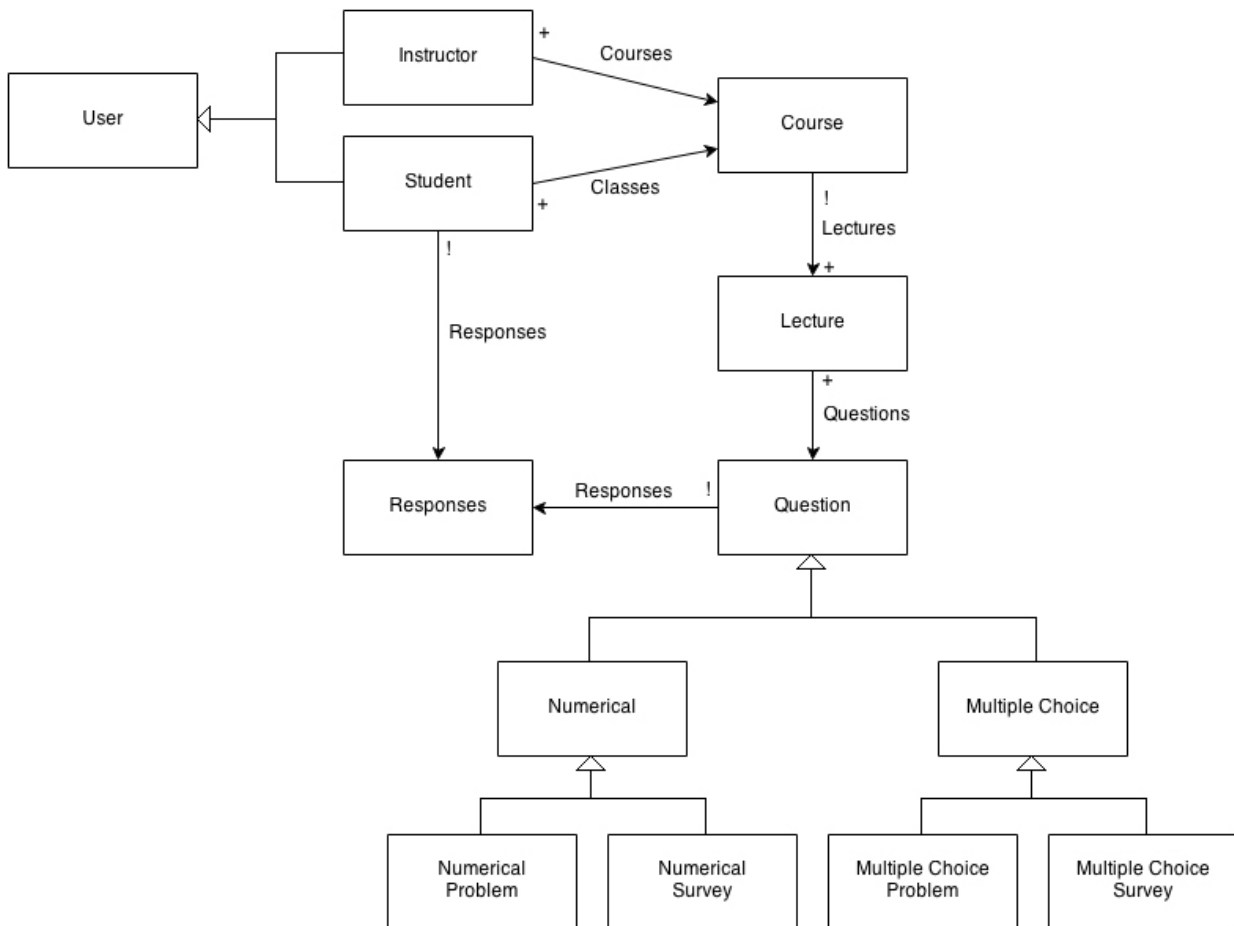 Instructor
+
Courses
User
Course
Student
+
Classes
!
Lectures
+
!
Responses
Lecture
+
Questions
Responses
Responses
!
Question
Numerical
Multiple Choice
Numerical
Problem
Numerical
Survey
Multiple Choice
Problem
Multiple Choice
Survey